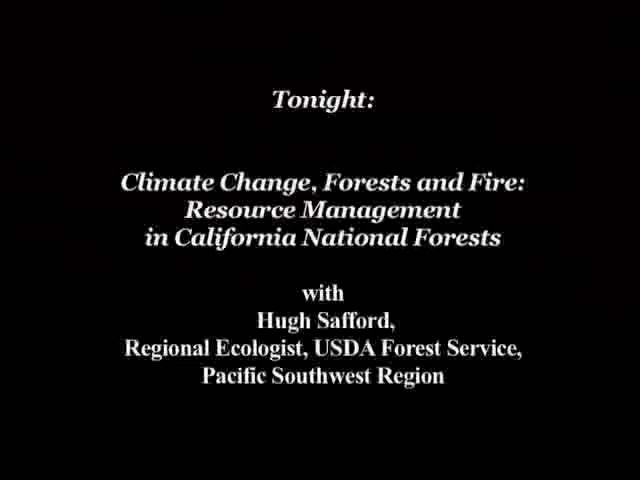 Tonight:
Climate Change, Forests and Fire:
Resource Management
in California National Forests
with
Hugh Safford,
Regional Ecologist, USDA Forest Service,
Pacific Southwest Region